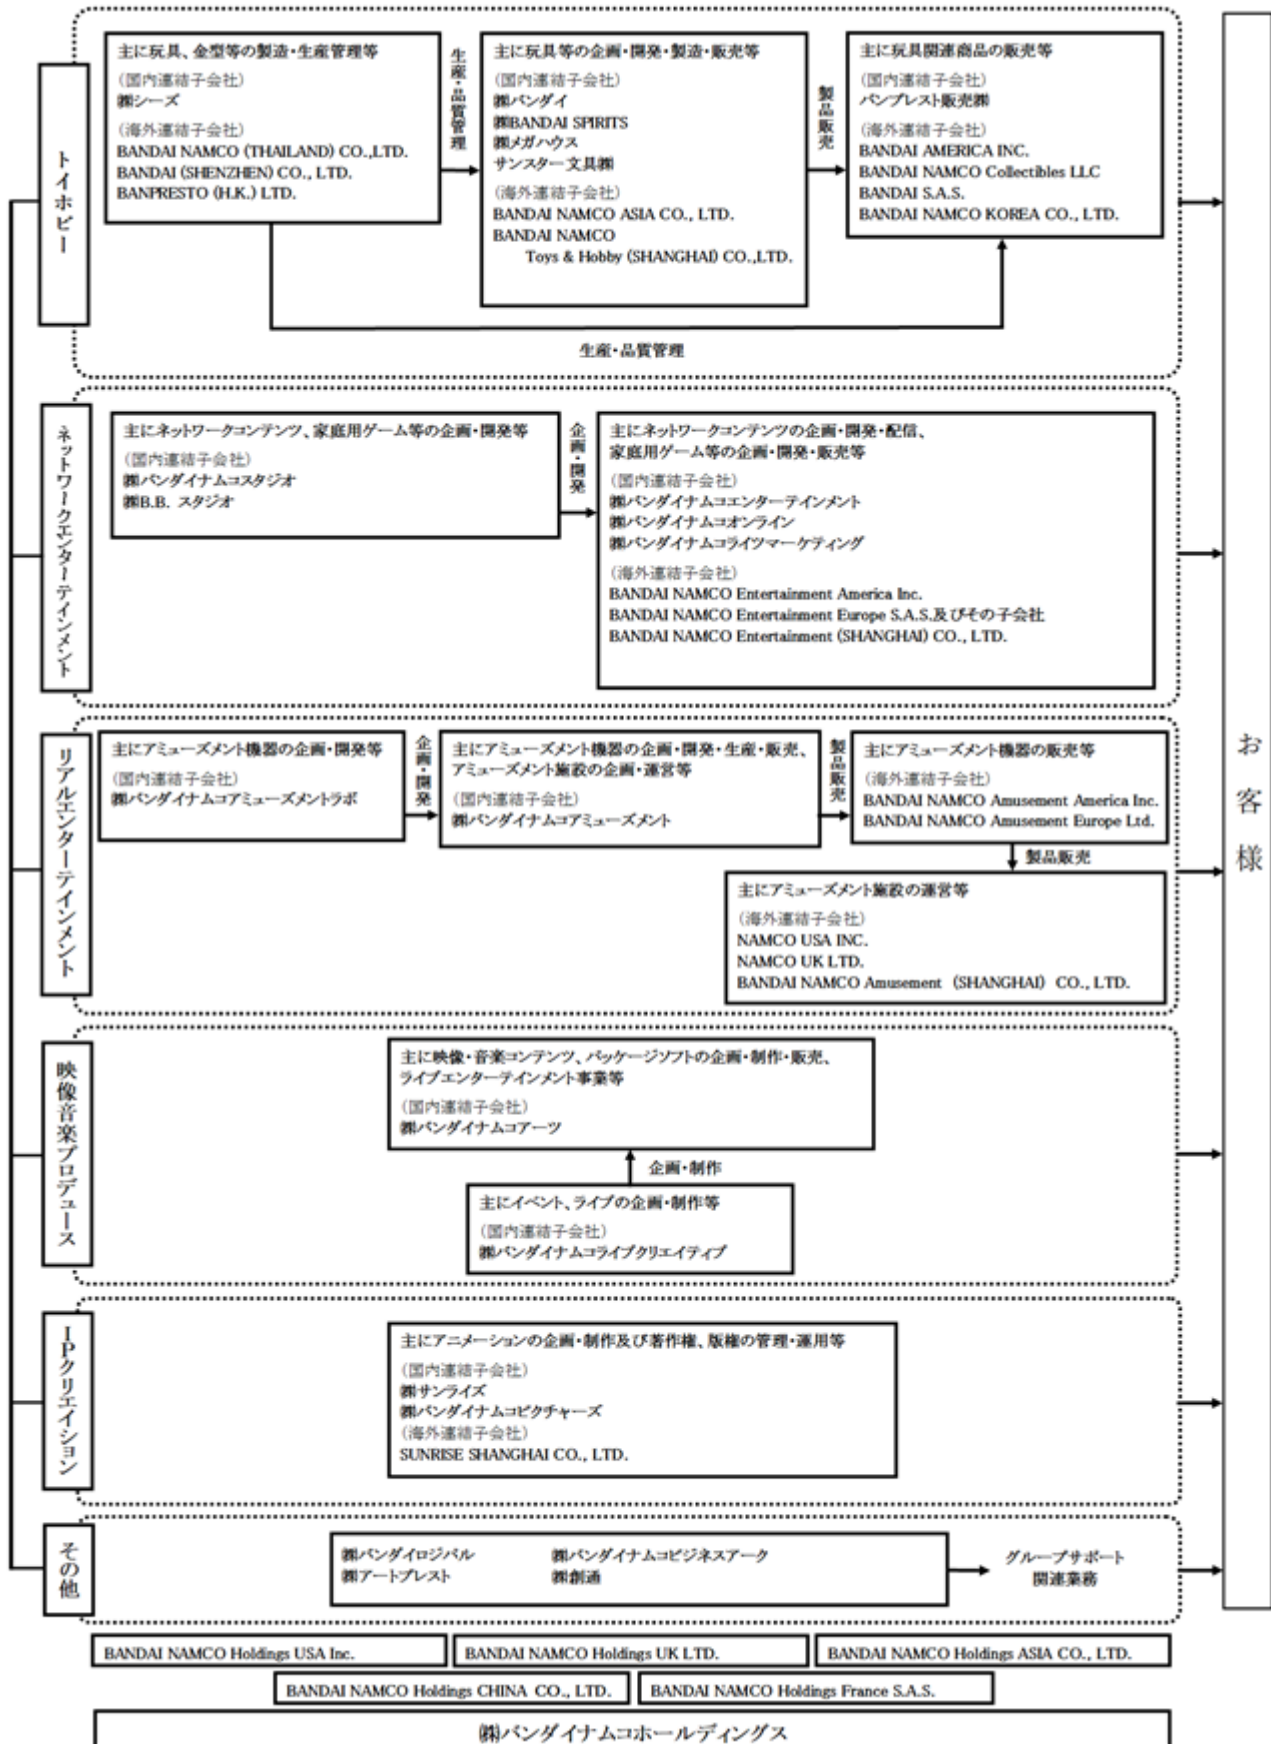 トイホビー
主に玩具、金型等の製造・生産管理等
(国内連結子会社)
㈱シーズ
(海外連結子会社)
BANDAI NAMCO (THAILAND) CO.,LTD.
BANDAI (SHENZHEN) CO., LTD.
BANPRESTO (H.K.) LTD.
生産・品質管理
主に玩具等の企画・開発・製造・販売等
(国内連結子会社)
㈱バンダイ
㈱BANDAI SPIRITS
㈱メガハウス
サンスター文具㈱
(海外連結子会社)
BANDAI NAMCO ASIA CO., LTD.
BANDAI NAMCO
Toys & Hobby (SHANGHAI) CO.,LTD.
製品販売
主に玩具関連商品の販売等
(国内連結子会社)
バンプレスト販売㈱
(海外連結子会社)
BANDAI AMERICA INC.
BANDAI NAMCO Collectibles LLC
BANDAI S.A.S.
BANDAI NAMCO KOREA CO., LTD.
生産・品質管理
ネットワークエンターテインメント
主にネットワークコンテンツ、家庭用ゲーム等の企画・開発等
(国内連結子会社)
㈱バンダイナムコスタジオ
㈱B.B. スタジオ
企画・開発
主にネットワークコンテンツの企画・開発・配信、
家庭用ゲーム等の企画・開発・販売等
(国内連結子会社)
㈱バンダイナムコエンターテインメント
㈱バンダイナムコオンライン
㈱バンダイナムコライツマーケティング
(海外連結子会社)
BANDAI NAMCO Entertainment America Inc.
BANDAI NAMCO Entertainment Europe S.A.S.及びその子会社
BANDAI NAMCO Entertainment (SHANGHAI) CO., LTD.
リアルエンターテインメント
主にアミューズメント機器の企画・開発等
(国内連結子会社)
㈱バンダイナムコアミューズメントラボ
企画・開発
主にアミューズメント機器の企画・開発・生産・販売、
アミューズメント施設の企画・運営等
(国内連結子会社)
㈱バンダイナムコアミューズメント
製品販売
主にアミューズメント機器の販売等
(海外連結子会社)
BANDAI NAMCO Amusement America Inc.
BANDAI NAMCO Amusement Europe Ltd.
製品販売
主にアミューズメント施設の運営等
(海外連結子会社)
NAMCO USA INC.
NAMCO UK LTD.
BANDAI NAMCO Amusement (SHANGHAI) CO., LTD.
お客様
映像音楽プロデュース
主に映像・音楽コンテンツ、パッケージソフトの企画・制作・販売、
ライブエンターテインメント事業等
(国内連結子会社)
㈱バンダイナムコアーツ
企画・制作
主にイベント、ライブの企画・制作等
(国内連結子会社)
㈱バンダイナムコライブクリエイティブ
IPクリエイション
主にアニメーションの企画・制作及び著作権、版権の管理・運用等
(国内連結子会社)
㈱サンライズ
㈱バンダイナムコピクチャーズ
(海外連結子会社)
SUNRISE SHANGHAI CO., LTD.
その他
㈱バンダイロジパル ㈱バンダイナムコビジネスアーク
㈱アートプレスト ㈱創通
グループサポート
関連業務
BANDAI NAMCO Holdings USA Inc.
BANDAI NAMCO Holdings UK LTD.
BANDAI NAMCO Holdings ASIA CO., LTD.
BANDAI NAMCO Holdings CHINA CO., LTD.
BANDAI NAMCO Holdings France S.A.S.
㈱バンダイナムコホールディングス